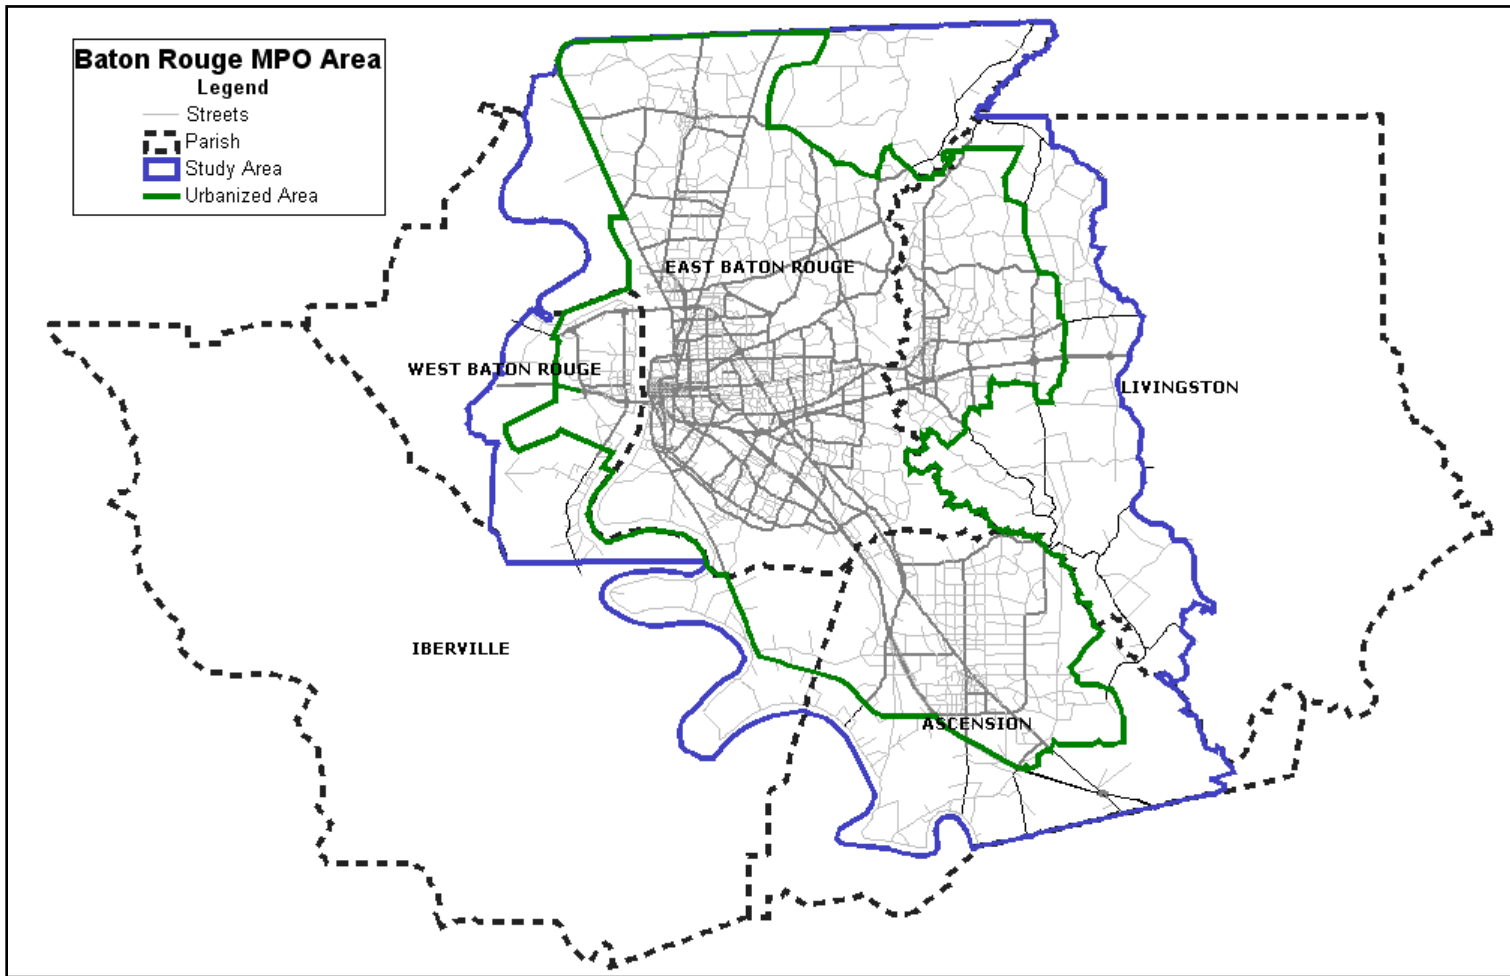 Baton Rouge MPO Area
Legend
Streets
Parish
Study Area
Urbanized Area
EAST BATON ROUGE
WEST BATON ROUGE
LIVINGSTON
IBERVILLE
ASCENSION